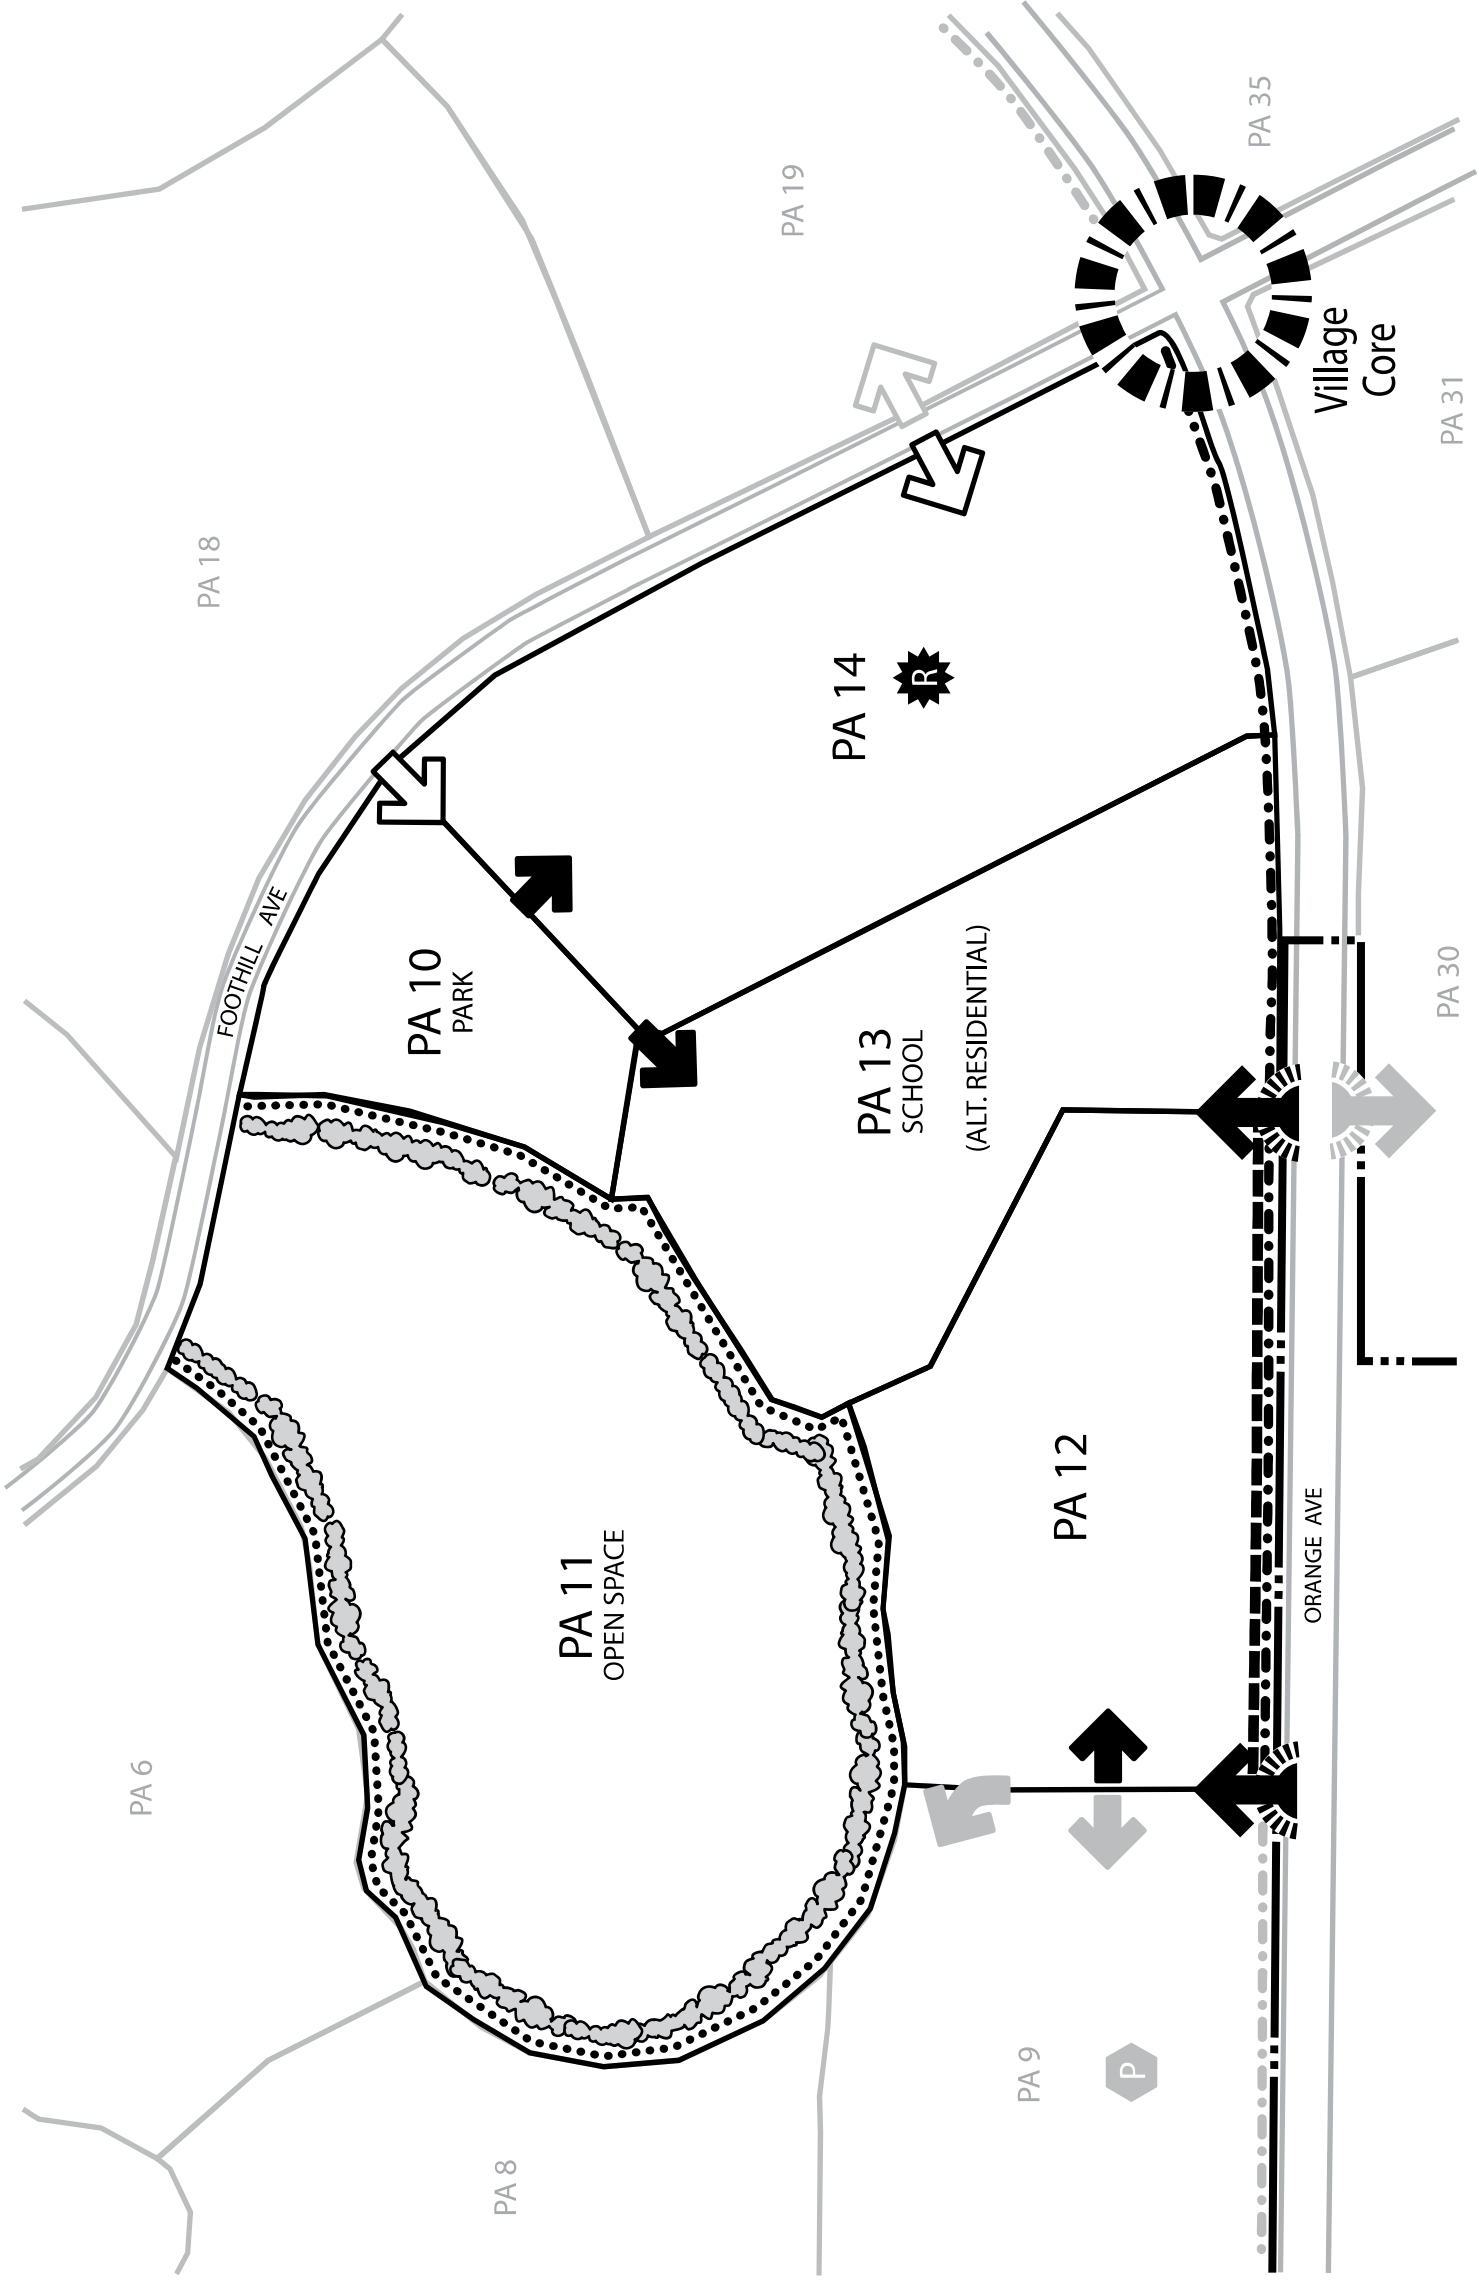 PA 6
PA 18
FOOTHILL AVE
PA 8
PA 10
PARK
PA 11
OPEN SPACE
PA 19
PA 14
R
PA 13
SCHOOL
(ALT. RESIDENTIAL)
PA 9
P
PA 12
PA 35
ORANGE AVE
Village
Core
PA 30
PA 31